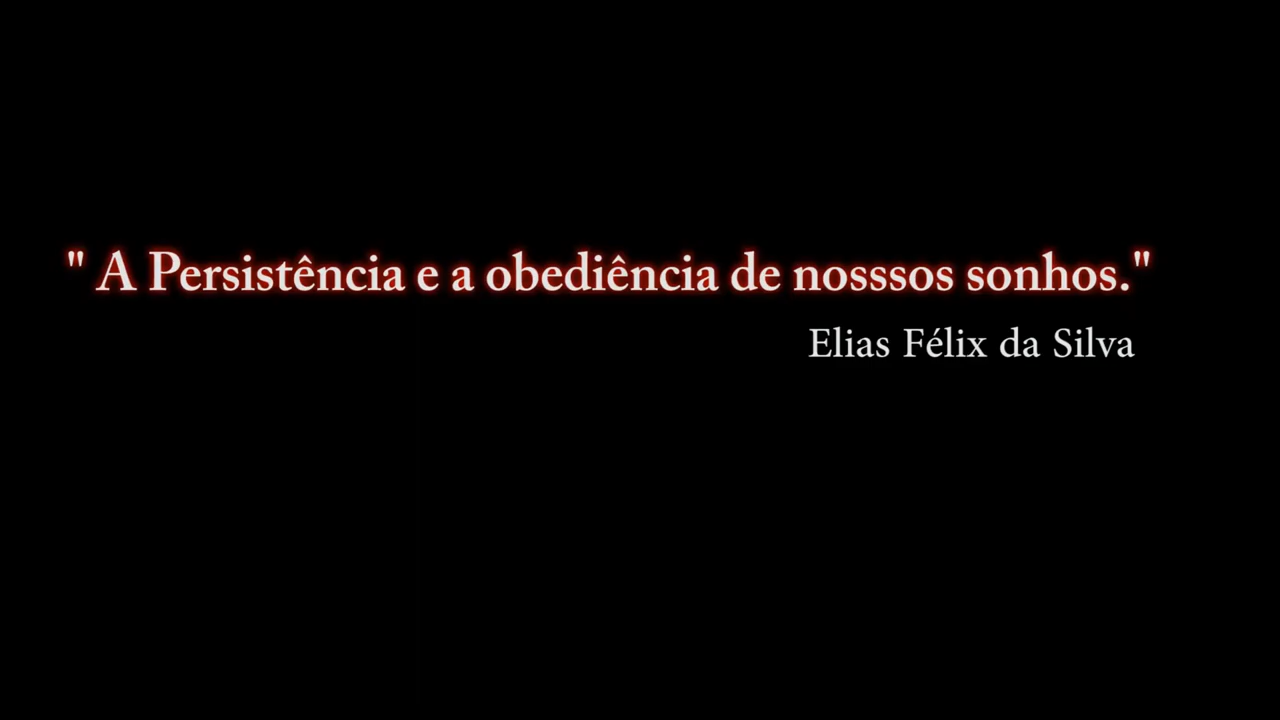 " A Persistência e a obediência de nosssos sonhos."
Elias Félix da Silva